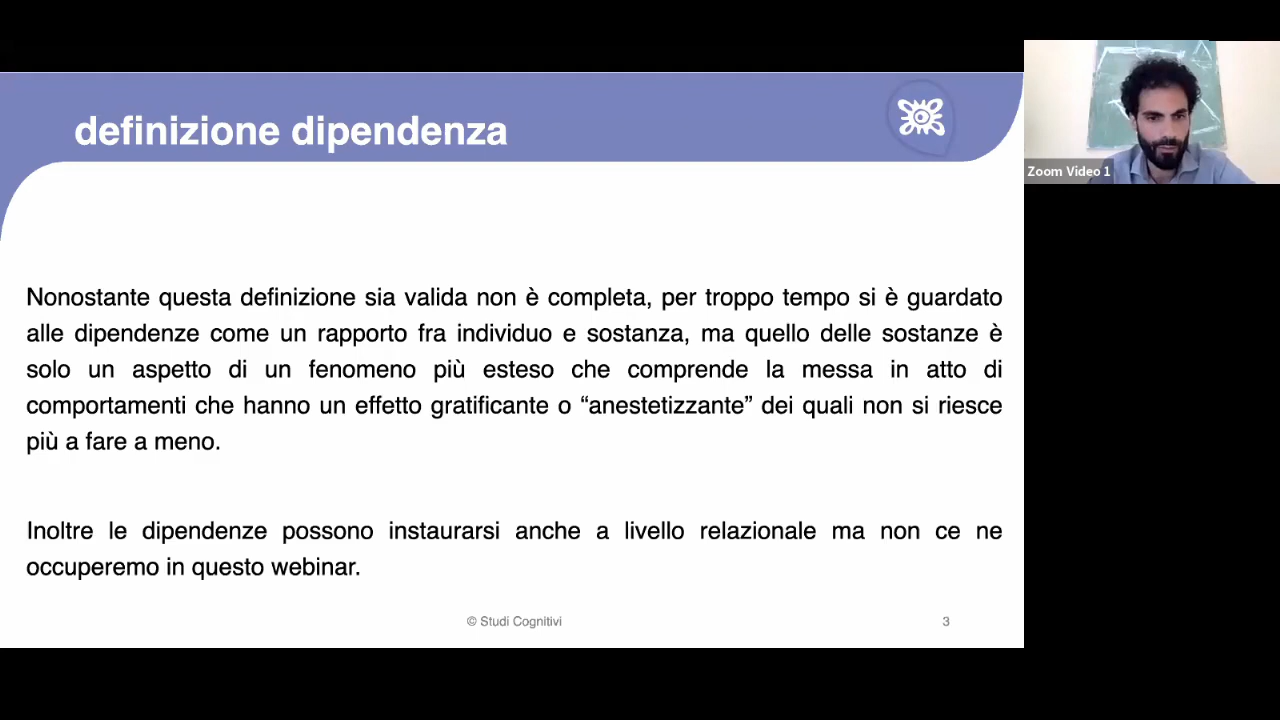 definizione dipendenza
Zoom Video 1
Nonostante questa definizione sia valida non è completa, per troppo tempo si è guardato
alle dipendenze come un rapporto fra individuo e sostanza, ma quello delle sostanze è
solo un aspetto di un fenomeno più esteso che comprende la messa in atto di
comportamenti che hanno un effetto gratificante o “anestetizzante” dei quali non si riesce
più a fare a meno.
Inoltre le dipendenze possono instaurarsi anche a livello relazionale ma non ce ne
occuperemo in questo webinar.
© Studi Cognitivi
3